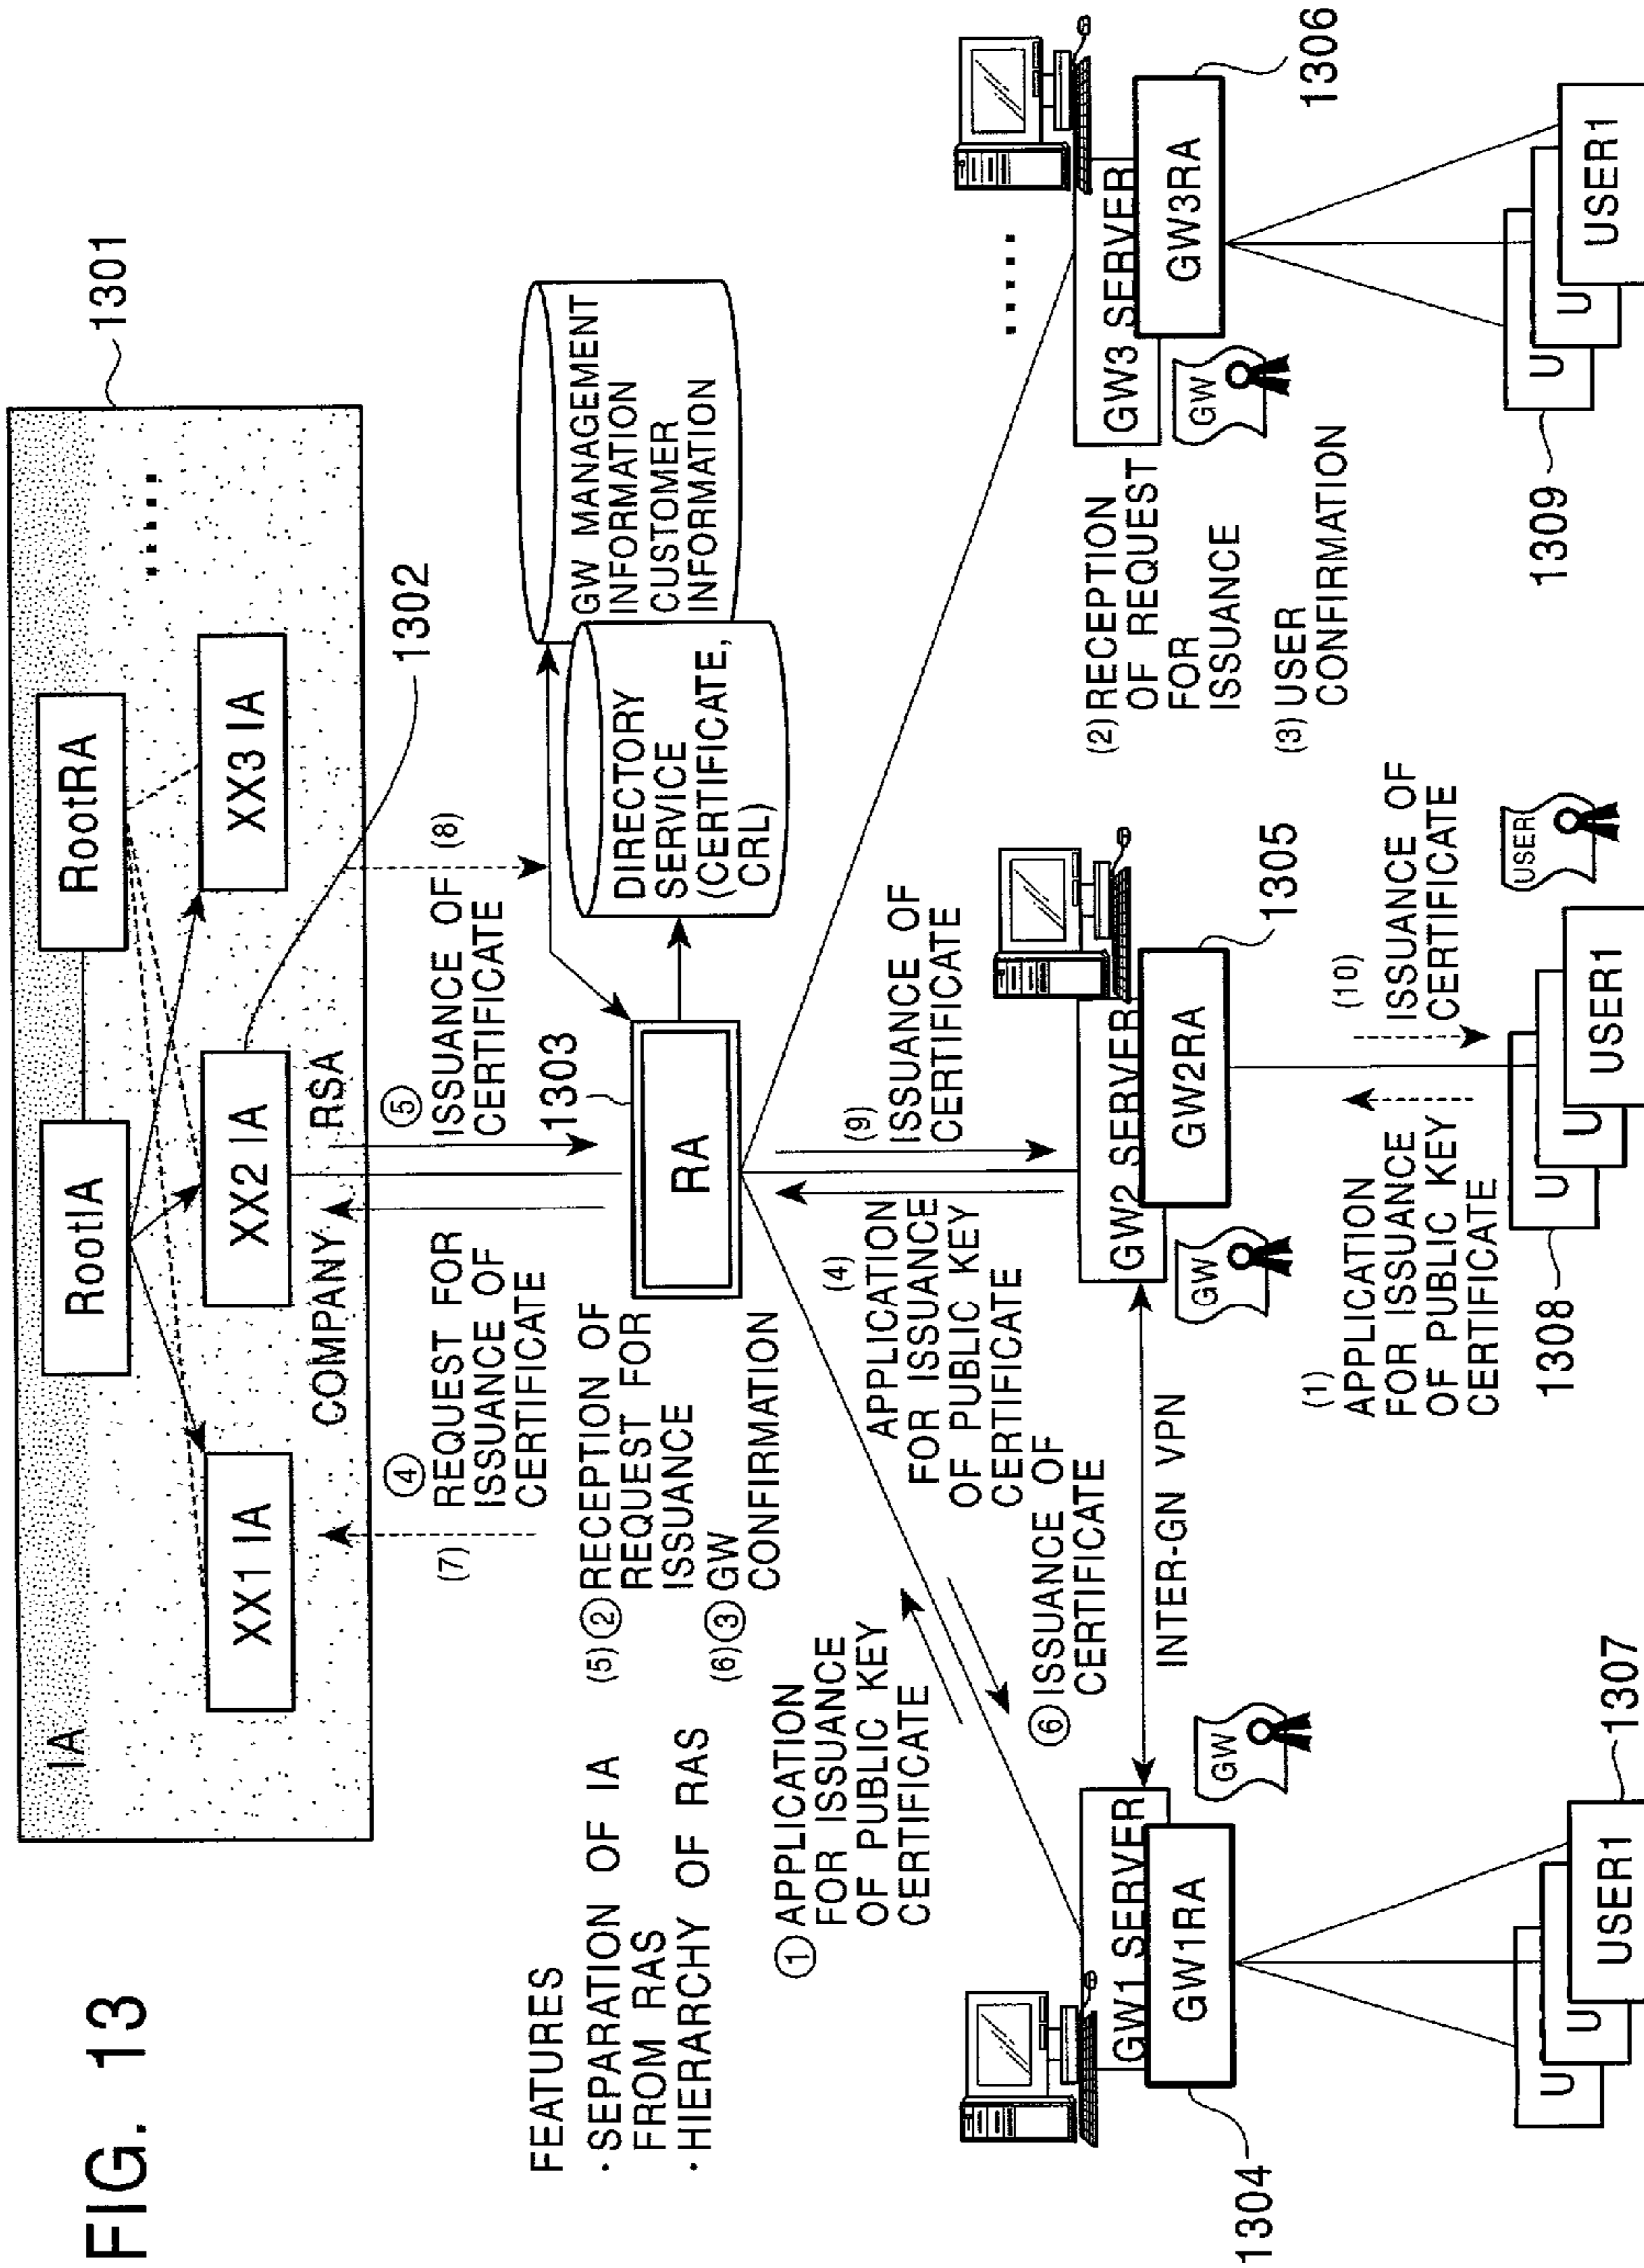 FIG. 13
IA
1301
RootIA
RootRA
XX1 IA
XX2 IA
XX3 IA
.....
COMPANY
RSA
1302
(7)
④
REQUEST FOR
ISSUANCE OF
CERTIFICATE
⑤
ISSUANCE OF
CERTIFICATE
(8)
FEATURES
· SEPARATION OF IA
FROM RAS
· HIERARCHY OF RAS
(5) ② RECEPTION OF
REQUEST FOR
ISSUANCE
(6) ③ GW
CONFIRMATION
1303
RA
DIRECTORY
SERVICE
(CERTIFICATE,
CRL)
GW MANAGEMENT
INFORMATION
CUSTOMER
INFORMATION
① APPLICATION
FOR ISSUANCE
OF PUBLIC KEY
CERTIFICATE
⑥ ISSUANCE OF
CERTIFICATE
(4)
APPLICATION
FOR ISSUANCE
OF PUBLIC KEY
CERTIFICATE
(9)
ISSUANCE OF
CERTIFICATE
INTER-GN VPN
GW1 SERVER
GW1RA
GW
1304
GW2 SERVER
GW2RA
GW
1305
.....
GW3 SERVER
GW3RA
GW
1306
(2) RECEPTION
OF REQUEST
FOR
ISSUANCE
(3) USER
CONFIRMATION
(1)
APPLICATION
FOR ISSUANCE
OF PUBLIC KEY
CERTIFICATE
(10)
ISSUANCE OF
CERTIFICATE
USER
U
U
USER1
1307
U
U
USER1
1308
U
U
USER1
1309